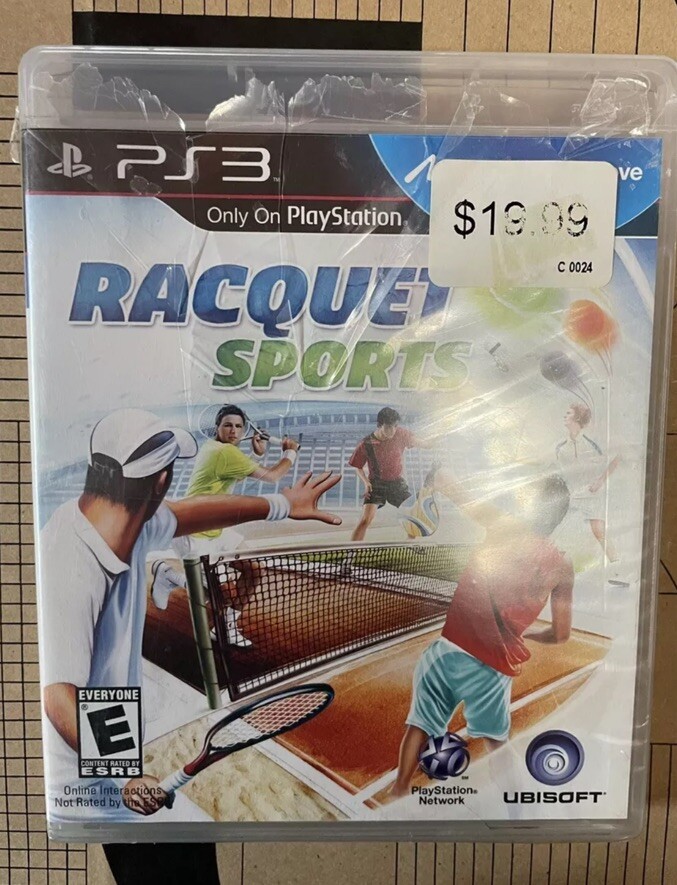 PS3
ve
Only On PlayStation
$19.99
C 0024
RACQUET
SPORTS
EVERYONE
E
CONTENT RATED BY
ESRB
Online Interactions
Not Rated by the ESRB
PlayStation®
Network
UBISOFT